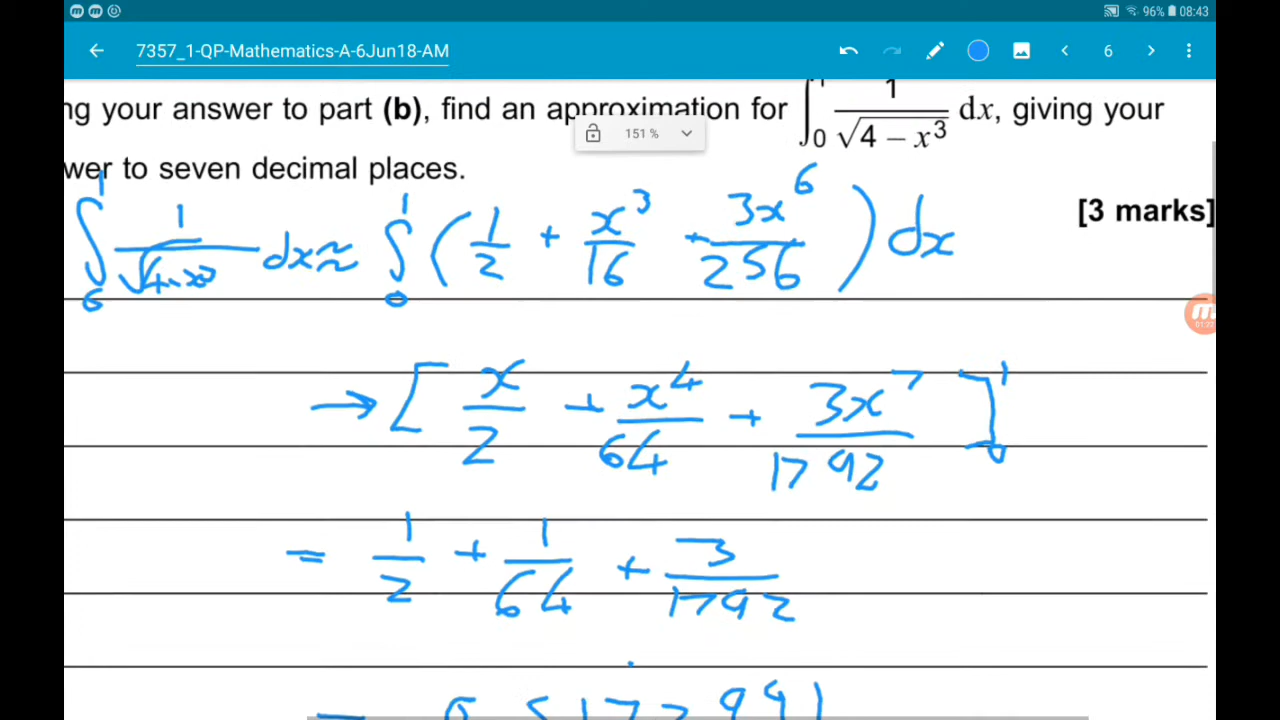 96% 08:43
7357_1-QP-Mathematics-A-6Jun18-AM 6
ng your answer to part (b), find an approximation for ∫₀¹ 1/√(4 − x³) dx, giving your
151 %
wer to seven decimal places.
[3 marks]
∫₀¹ 1/√(4-x³) dx ≈ ∫₀¹ (1/2 + x³/16 + 3x⁶/256) dx
01:27
→ [x/2 + x⁴/64 + 3x⁷/1792]₀¹
= 1/2 + 1/64 + 3/1792